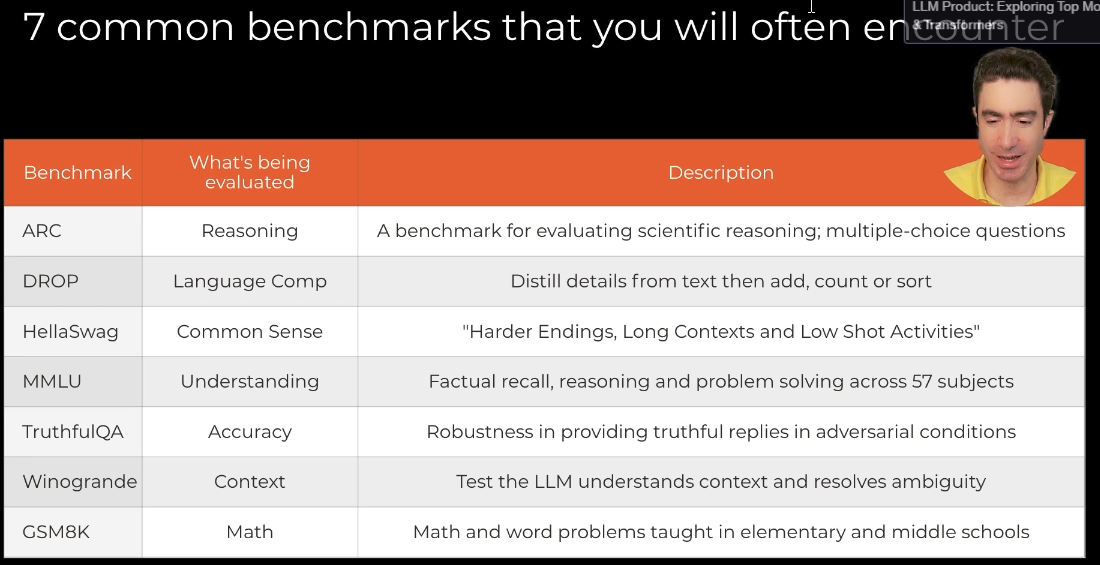 LLM Product: Exploring Top Mo
& Transformers
7 common benchmarks that you will often encounter
Benchmark
What's being
evaluated
Description
ARC
Reasoning
A benchmark for evaluating scientific reasoning; multiple-choice questions
DROP
Language Comp
Distill details from text then add, count or sort
HellaSwag
Common Sense
"Harder Endings, Long Contexts and Low Shot Activities"
MMLU
Understanding
Factual recall, reasoning and problem solving across 57 subjects
TruthfulQA
Accuracy
Robustness in providing truthful replies in adversarial conditions
Winogrande
Context
Test the LLM understands context and resolves ambiguity
GSM8K
Math
Math and word problems taught in elementary and middle schools